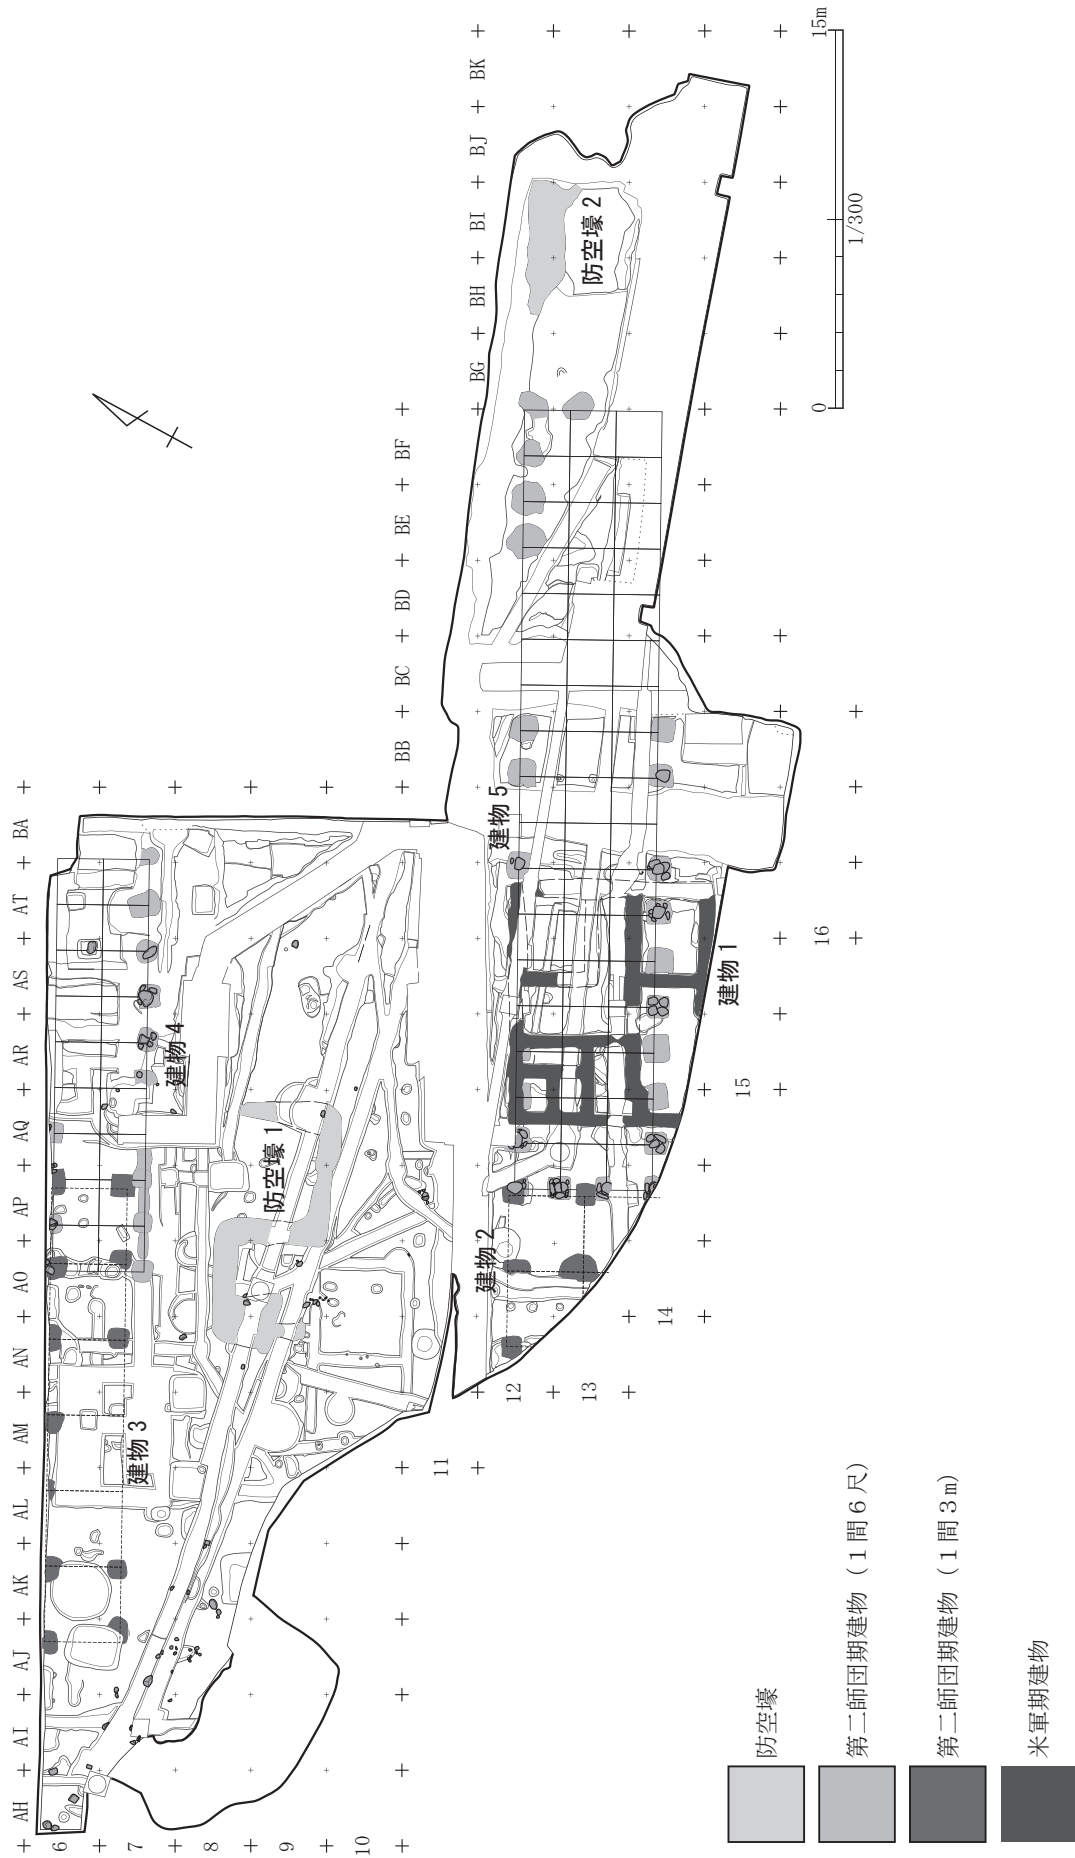 BK
BJ
BI
BH
BG
BF
BE
BD
BC
BB
BA
AT
AS
AR
AQ
AP
AO
AN
AM
AL
AK
AJ
AI
AH
6
7
8
9
10
11
12
13
14
15
16
防空壕 2
建物 5
建物 1
建物 4
防空壕 1
建物 2
建物 3
0
15m
1/300
防空壕
第二師団期建物（１間６尺）
第二師団期建物（１間３m）
米軍期建物